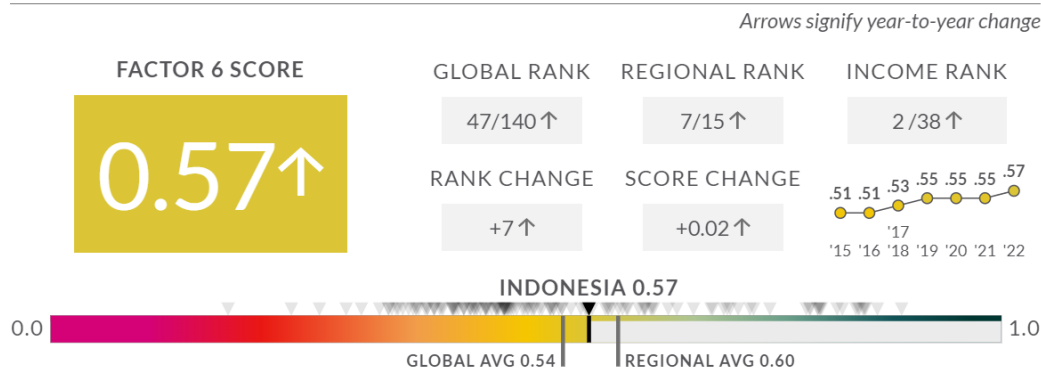 Arrows signify year-to-year change
FACTOR 6 SCORE
0.57↑
GLOBAL RANK
47/140 ↑
REGIONAL RANK
7/15 ↑
INCOME RANK
2 /38 ↑
RANK CHANGE
+7 ↑
SCORE CHANGE
+0.02 ↑
.51 .51 .53 .55 .55 .55 .57
'17
'15 '16 '18 '19 '20 '21 '22
INDONESIA 0.57
0.0
1.0
GLOBAL AVG 0.54
REGIONAL AVG 0.60